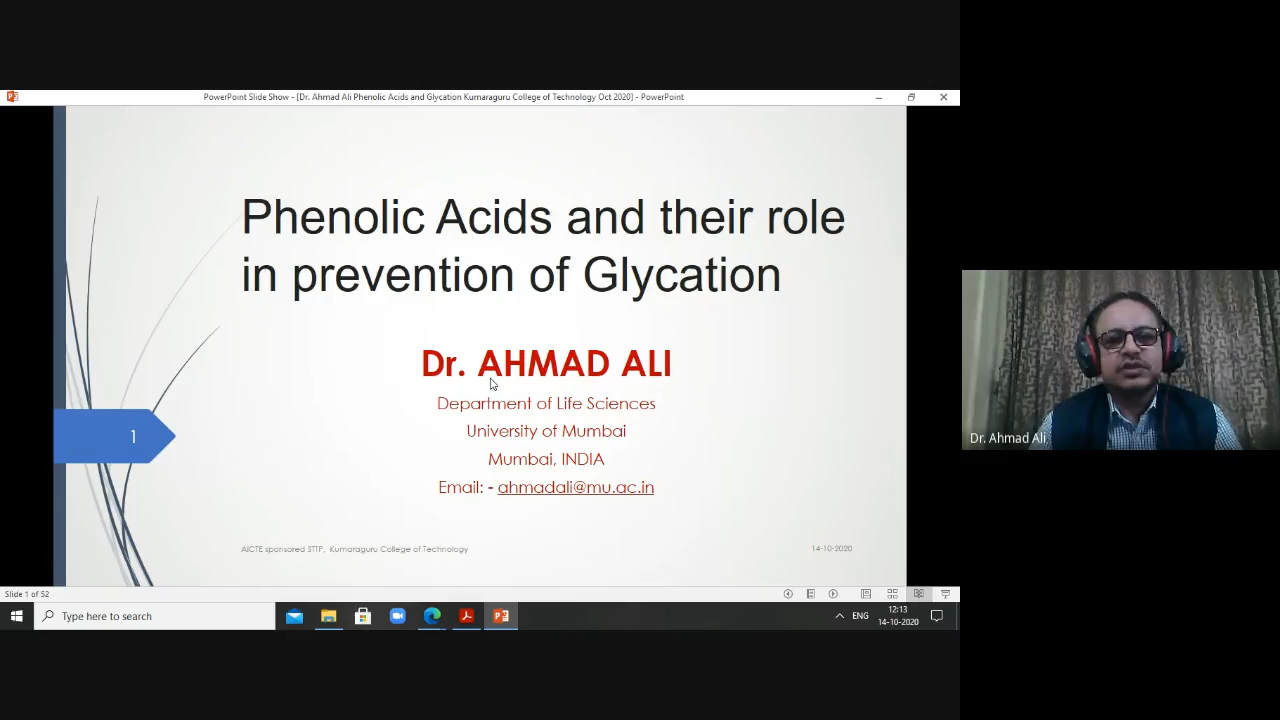 PowerPoint Slide Show - [Dr. Ahmad Ali Phenolic Acids and Glycation Kumaraguru College of Technology Oct 2020] - PowerPoint
Phenolic Acids and their role
in prevention of Glycation
Dr. AHMAD ALI
Department of Life Sciences
University of Mumbai
Mumbai, INDIA
Email: - ahmadali@mu.ac.in
1
AICTE sponsored STTP, Kumaraguru College of Technology
14-10-2020
Dr. Ahmad Ali
Slide 1 of 52
Type here to search
ENG
12:13
14-10-2020